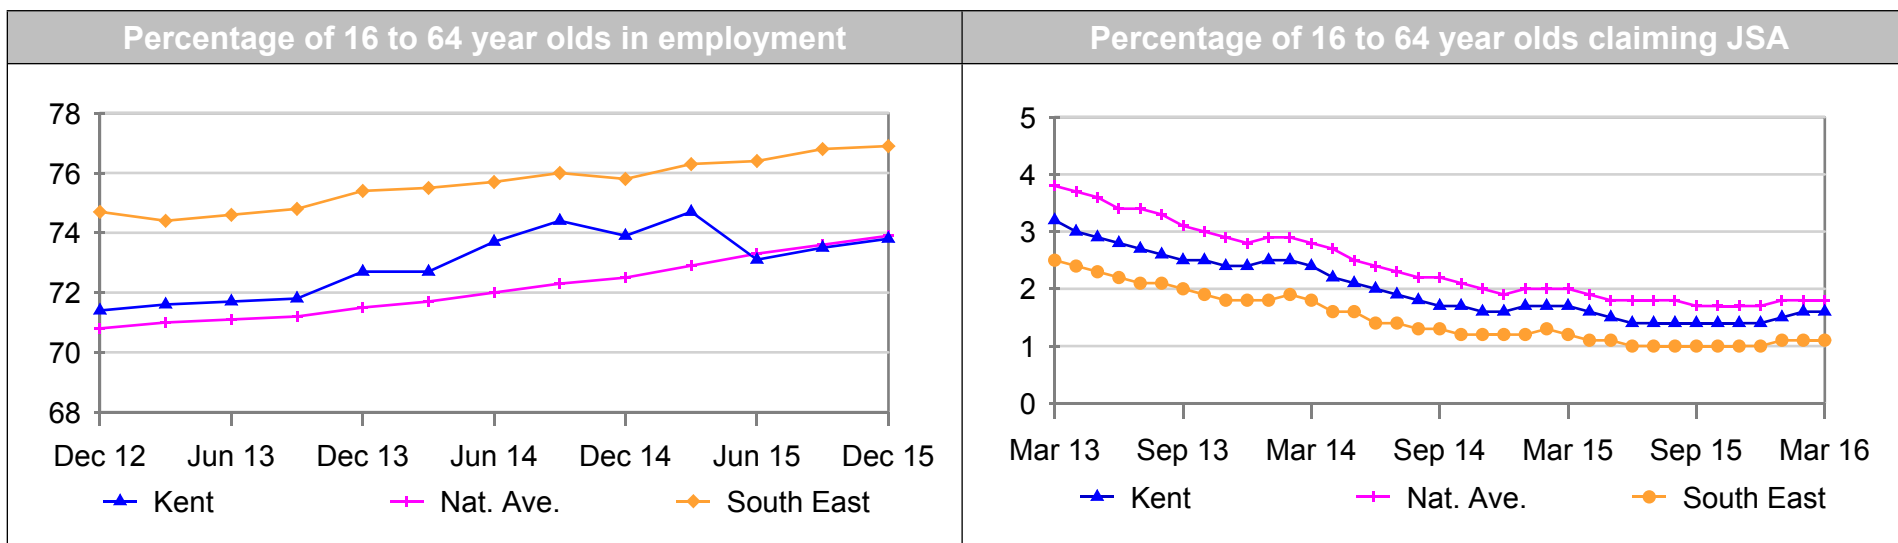 Percentage of 16 to 64 year olds in employment
78
76
74
72
70
68
Dec 12 Jun 13 Dec 13 Jun 14 Dec 14 Jun 15 Dec 15
Kent Nat. Ave. South East
Percentage of 16 to 64 year olds claiming JSA
5
4
3
2
1
0
Mar 13 Sep 13 Mar 14 Sep 14 Mar 15 Sep 15 Mar 16
Kent Nat. Ave. South East